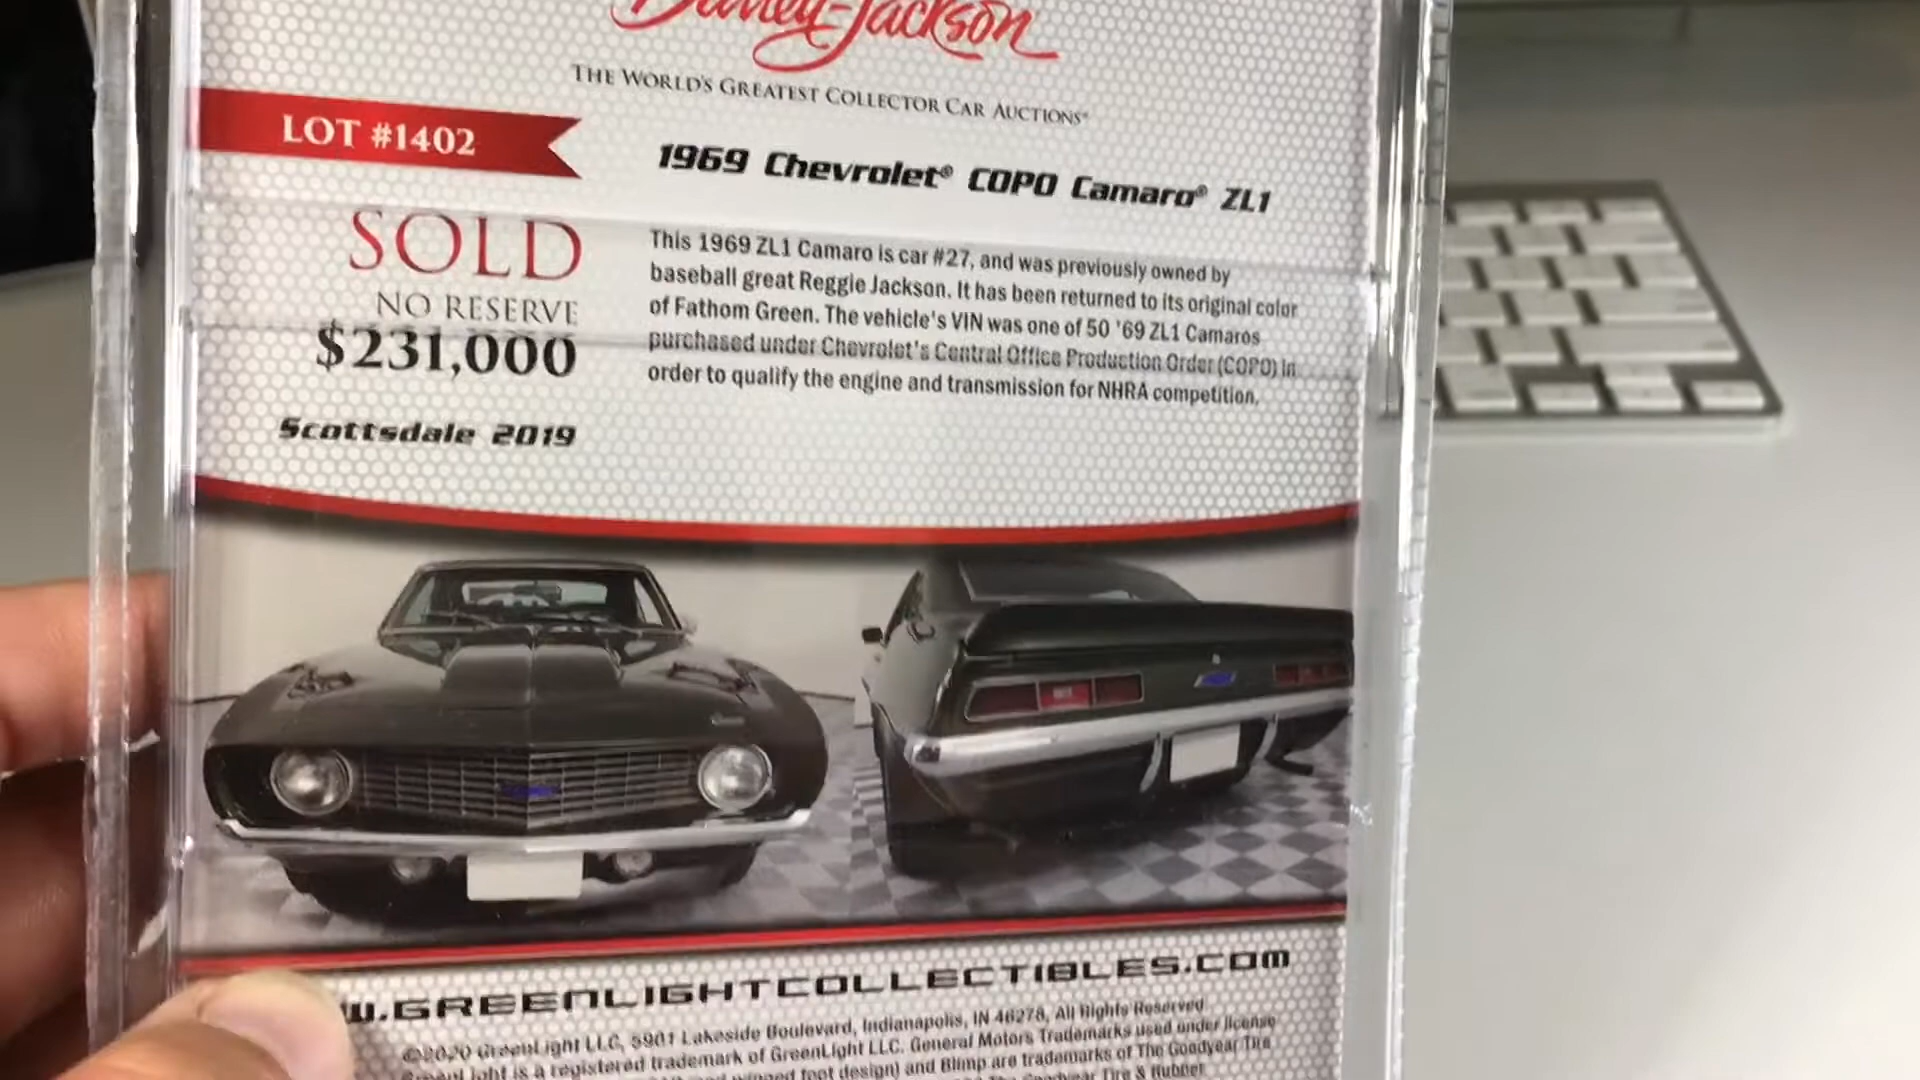 Barrett-Jackson
THE WORLD'S GREATEST COLLECTOR CAR AUCTIONS®
LOT #1402
1969 Chevrolet® COPO Camaro® ZL1
SOLD
NO RESERVE
$231,000
Scottsdale 2019
This 1969 ZL1 Camaro is car #27, and was previously owned by
baseball great Reggie Jackson. It has been returned to its original color
of Fathom Green. The vehicle's VIN was one of 50 '69 ZL1 Camaros
purchased under Chevrolet's Central Office Production Order (COPO) in
order to qualify the engine and transmission for NHRA competition.
W.GREENLIGHTCOLLECTIBLES.COM
©2020 GreenLight LLC, 5901 Lakeside Boulevard, Indianapolis, IN 46278, All Rights Reserved.
GreenLight is a registered trademark of GreenLight LLC. General Motors Trademarks used under license
foot design) and Blimp are trademarks of The Goodyear Tire
The Goodyear Tire & Rubber